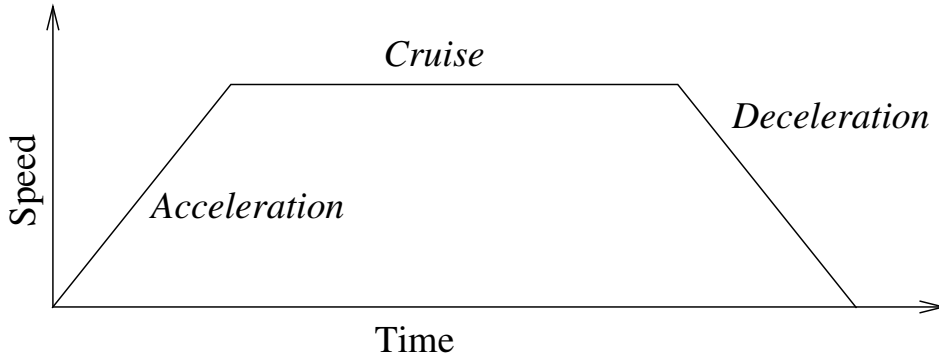 Cruise
Deceleration
Acceleration
Speed
Time